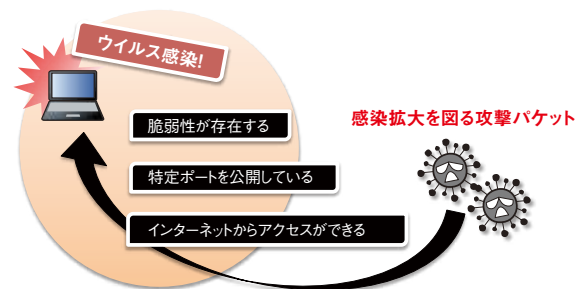 ウイルス感染!
脆弱性が存在する
感染拡大を図る攻撃パケット
特定ポートを公開している
インターネットからアクセスができる